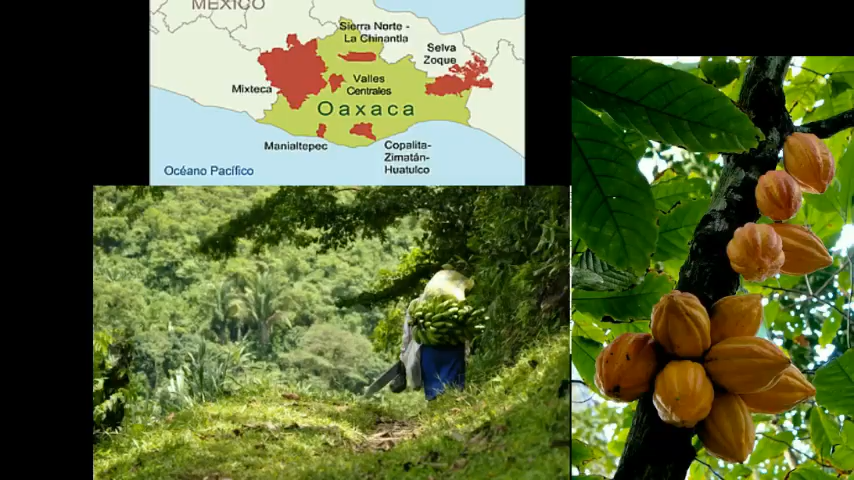 MÉXICO
Sierra Norte -
La Chinantla
Selva
Zoque
Valles
Centrales
Mixteca
Oaxaca
Manialtepec
Copalita-
Zimatán-
Huatulco
Océano Pacífico